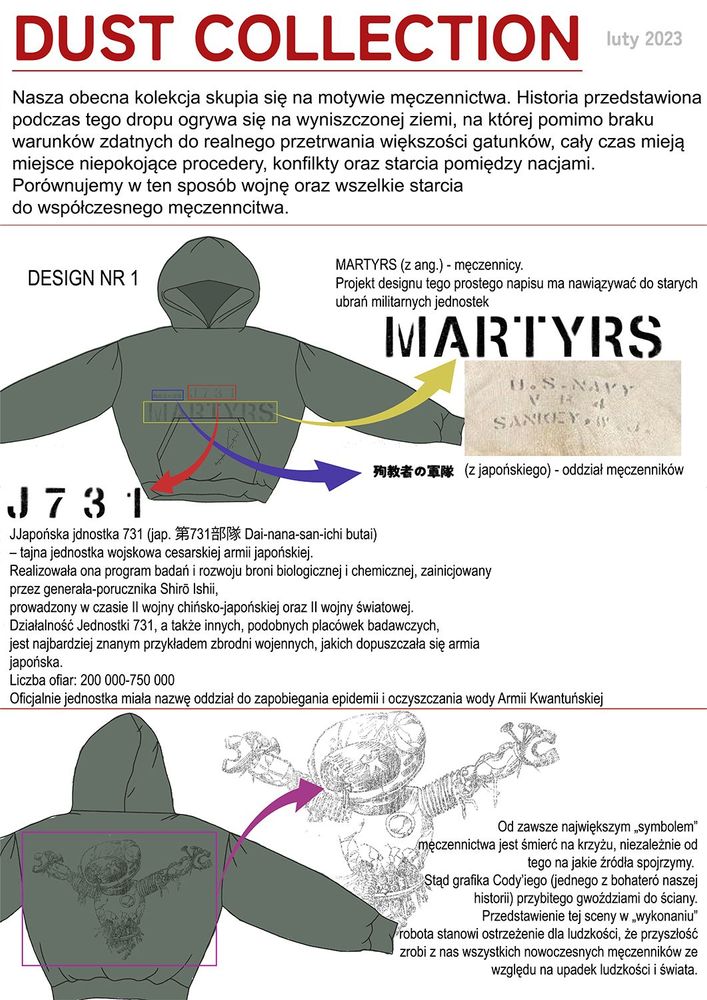 DUST COLLECTION
luty 2023
Nasza obecna kolekcja skupia się na motywie męczennictwa. Historia przedstawiona
podczas tego dropu ogrywa się na wyniszczonej ziemi, na której pomimo braku
warunków zdatnych do realnego przetrwania większości gatunków, cały czas mieją
miejsce niepokojące procedery, konfilkty oraz starcia pomiędzy nacjami.
Porównujemy w ten sposób wojnę oraz wszelkie starcia
do współczesnego męczenncitwa.
DESIGN NR 1
MARTYRS (z ang.) - męczennicy.
Projekt designu tego prostego napisu ma nawiązywać do starych
ubrań militarnych jednostek
MARTYRS
U.S.NAVY
SANKEY.W J.
J731
MARTYRS
殉教者の軍隊 (z japońskiego) - oddział męczenników
J731
JJapońska jdnostka 731 (jap. 第731部隊 Dai-nana-san-ichi butai)
– tajna jednostka wojskowa cesarskiej armii japońskiej.
Realizowała ona program badań i rozwoju broni biologicznej i chemicznej, zainicjowany
przez generała-porucznika Shirō Ishii,
prowadzony w czasie II wojny chińsko-japońskiej oraz II wojny światowej.
Działalność Jednostki 731, a także innych, podobnych placówek badawczych,
jest najbardziej znanym przykładem zbrodni wojennych, jakich dopuszczała się armia
japońska.
Liczba ofiar: 200 000-750 000
Oficjalnie jednostka miała nazwę oddział do zapobiegania epidemii i oczyszczania wody Armii Kwantuńskiej
Od zawsze największym „symbolem”
męczennictwa jest śmierć na krzyżu, niezależnie od
tego na jakie źródła spojrzymy.
Stąd grafika Cody’iego (jednego z bohateró naszej
historii) przybitego gwoździami do ściany.
Przedstawienie tej sceny w „wykonaniu”
robota stanowi ostrzeżenie dla ludzkości, że przyszłość
zrobi z nas wszystkich nowoczesnych męczenników ze
względu na upadek ludzkości i świata.